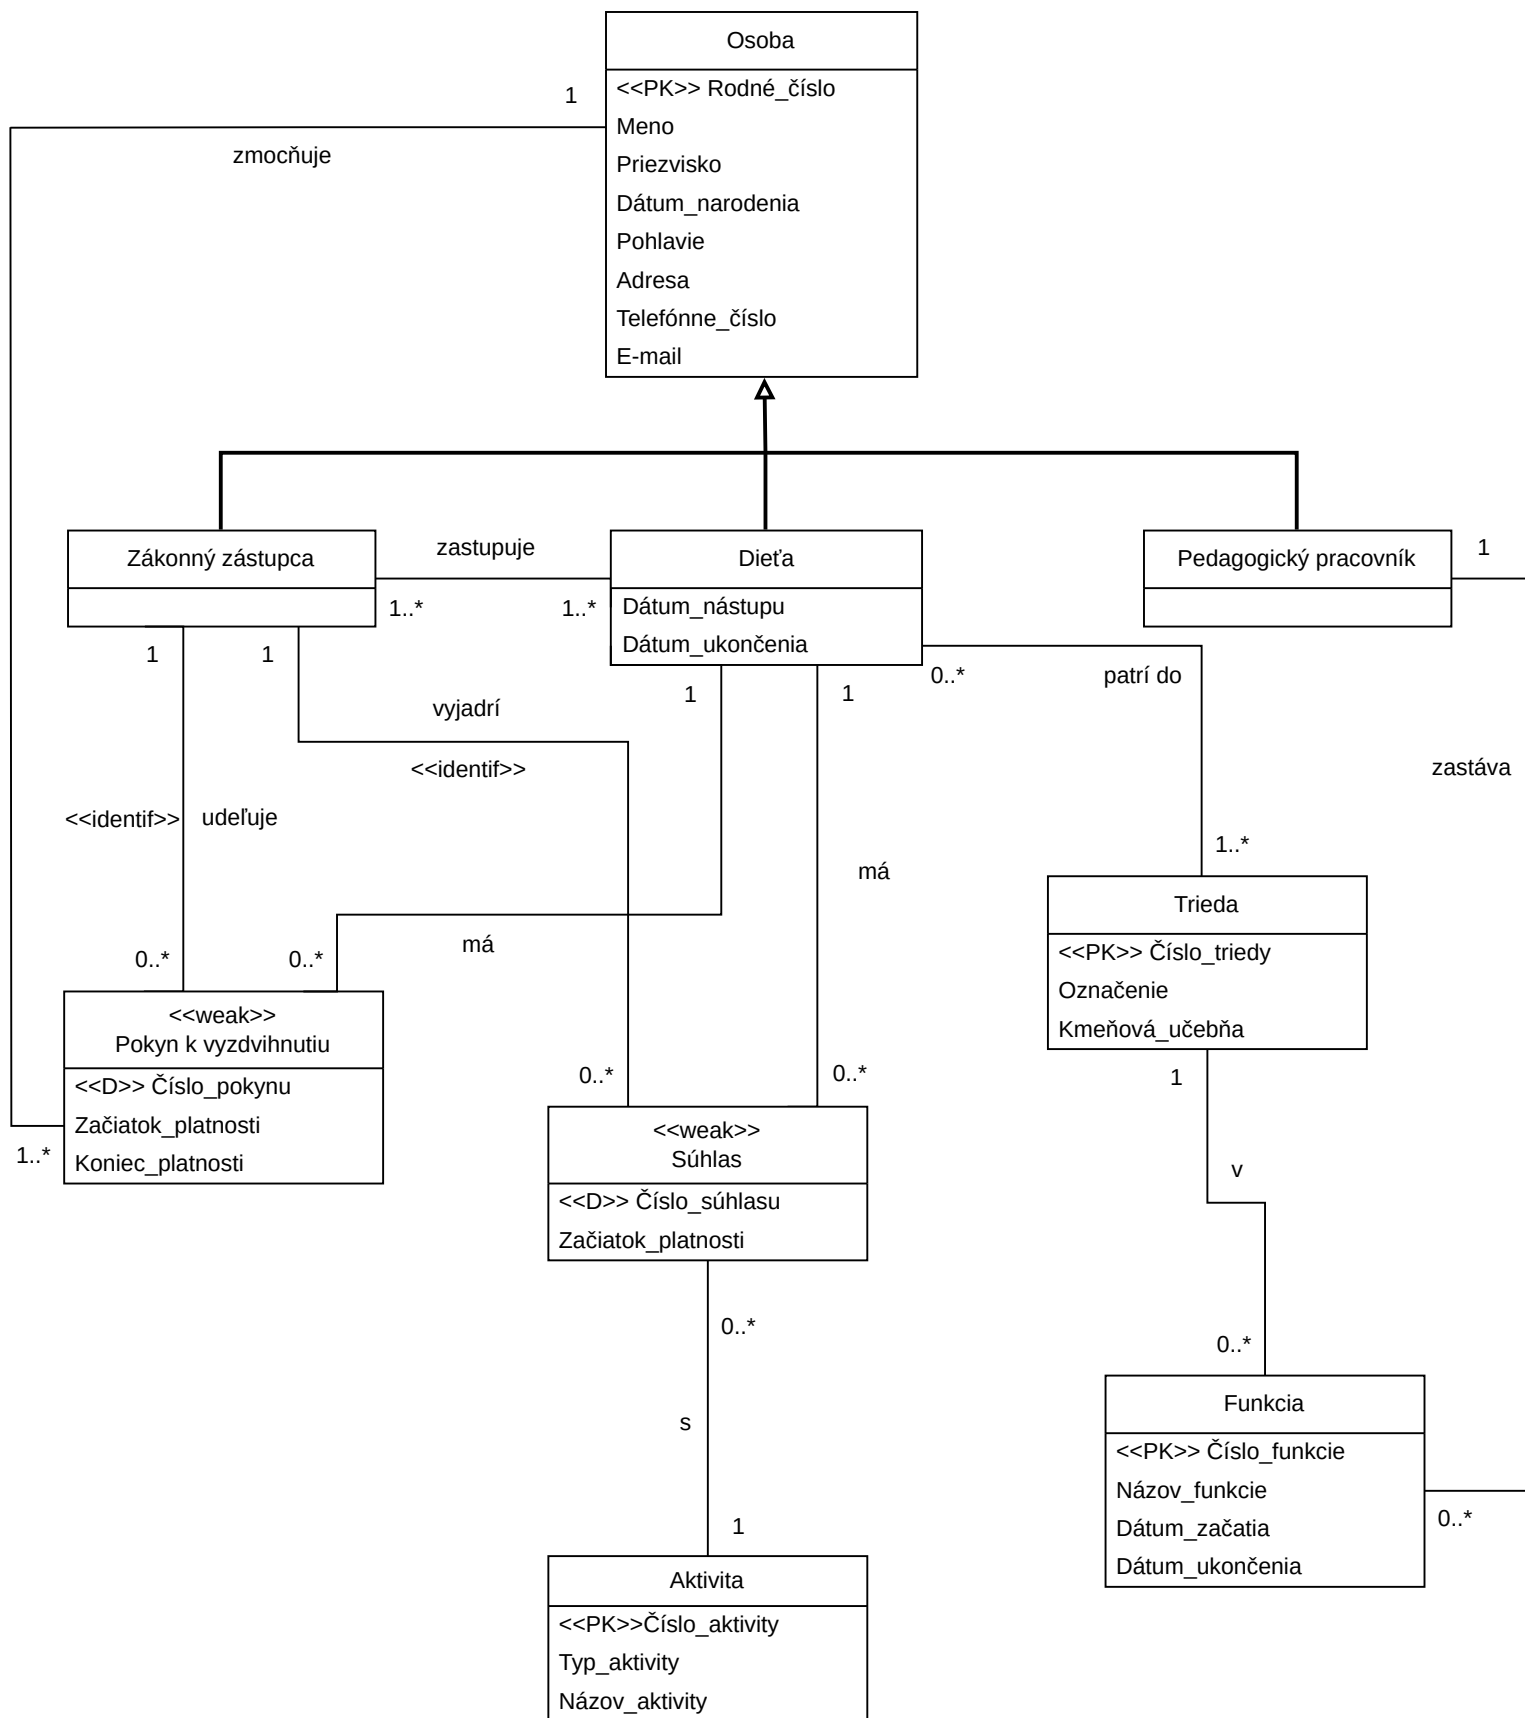 Osoba
<<PK>> Rodné_číslo
Meno
Priezvisko
Dátum_narodenia
Pohlavie
Adresa
Telefónne_číslo
E-mail
1
zmocňuje
Zákonný zástupca
zastupuje
1..*
1..*
Dieťa
Dátum_nástupu
Dátum_ukončenia
Pedagogický pracovník
1
1
1
vyjadrí
<<identif>>
1
1
0..*
patrí do
zastáva
<<identif>>
udeľuje
má
1..*
má
0..*
0..*
Trieda
<<PK>> Číslo_triedy
Označenie
Kmeňová_učebňa
<<weak>>
Pokyn k vyzdvihnutiu
<<D>> Číslo_pokynu
Začiatok_platnosti
Koniec_platnosti
1..*
0..*
0..*
1
<<weak>>
Súhlas
<<D>> Číslo_súhlasu
Začiatok_platnosti
v
0..*
0..*
s
1
Funkcia
<<PK>> Číslo_funkcie
Názov_funkcie
Dátum_začatia
Dátum_ukončenia
0..*
Aktivita
<<PK>>Číslo_aktivity
Typ_aktivity
Názov_aktivity